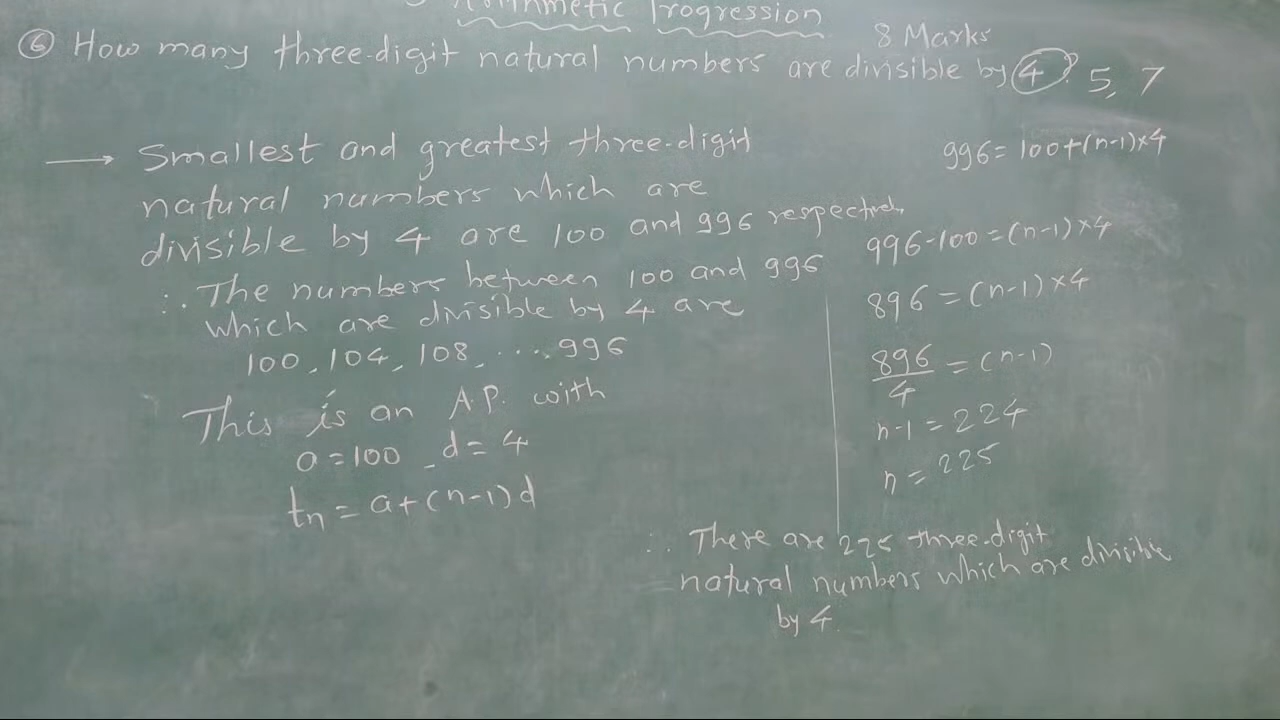 Arithmetic Progression
8 Marks
⑥ How many three-digit natural numbers are divisible by 4? 5, 7
→ Smallest and greatest three-digit
natural numbers which are
divisible by 4 are 100 and 996 respectively
∴ The numbers between 100 and 996
which are divisible by 4 are
100, 104, 108, .... 996
This is an A.P. with
a = 100, d = 4
tn = a+(n-1)d
996 = 100+(n-1)×4
996-100 = (n-1)×4
896 = (n-1)×4
896/4 = (n-1)
n-1 = 224
n = 225
∴ There are 225 three-digit
natural numbers which are divisible
by 4.